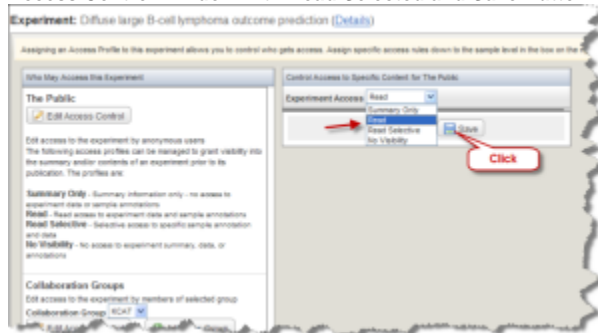 Experiment: Diffuse large B-cell lymphoma outcome prediction (Details)
Assigning an Access Profile to this experiment allows you to control who gets access. Assign specific access rules down to the sample level in the box on the
Who May Access this Experiment
The Public
Edit Access Control
Edit access to the experiment by anonymous users
The following access profiles can be managed to grant visibility into
the summary and/or contents of an experiment prior to its
publication. The profiles are:
Summary Only - Summary information only - no access to
experiment data or sample annotations
Read - Read access to experiment data and sample annotations
Read Selective - Selective access to specific sample annotation
and data
No Visibility - No access to experiment summary, data, or
annotations
Collaboration Groups
Edit access to the experiment by members of selected group
Collaboration Group: KCAT
Control Access to Specific Content for The Public
Experiment Access: Read
Summary Only
Read
Read Selective
No Visibility
Save
Click